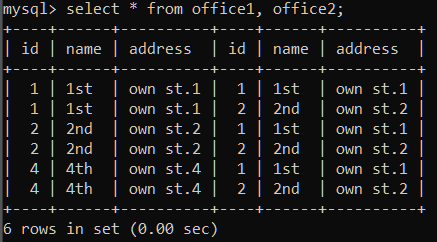 mysql> select * from office1, office2;
+----+------+----------+----+------+----------+
| id | name | address  | id | name | address  |
+----+------+----------+----+------+----------+
|  1 | 1st  | own st.1 |  1 | 1st  | own st.1 |
|  1 | 1st  | own st.1 |  2 | 2nd  | own st.2 |
|  2 | 2nd  | own st.2 |  1 | 1st  | own st.1 |
|  2 | 2nd  | own st.2 |  2 | 2nd  | own st.2 |
|  4 | 4th  | own st.4 |  1 | 1st  | own st.1 |
|  4 | 4th  | own st.4 |  2 | 2nd  | own st.2 |
+----+------+----------+----+------+----------+
6 rows in set (0.00 sec)